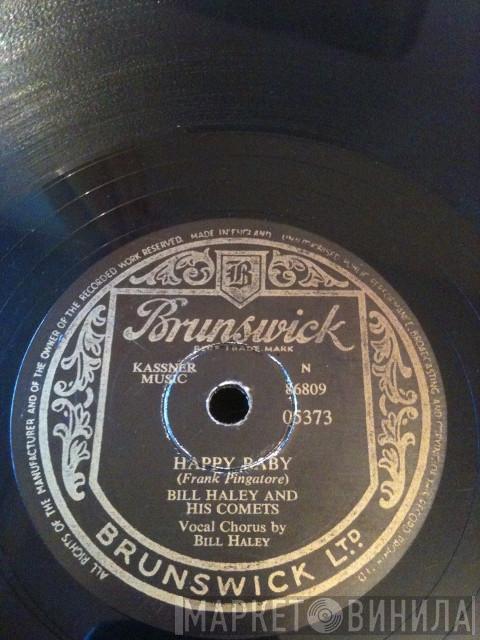 ALL RIGHTS OF THE MANUFACTURER AND OF THE OWNER OF THE RECORDED WORK RESERVED. MADE IN ENGLAND
B
Brunswick
TRADE MARK
KASSNER
MUSIC
N
86809
05373
HAPPY BABY
(Frank Pingatore)
BILL HALEY AND
HIS COMETS
Vocal Chorus by
BILL HALEY
BRUNSWICK LTD.
МАРКЕТ ВИНИЛА